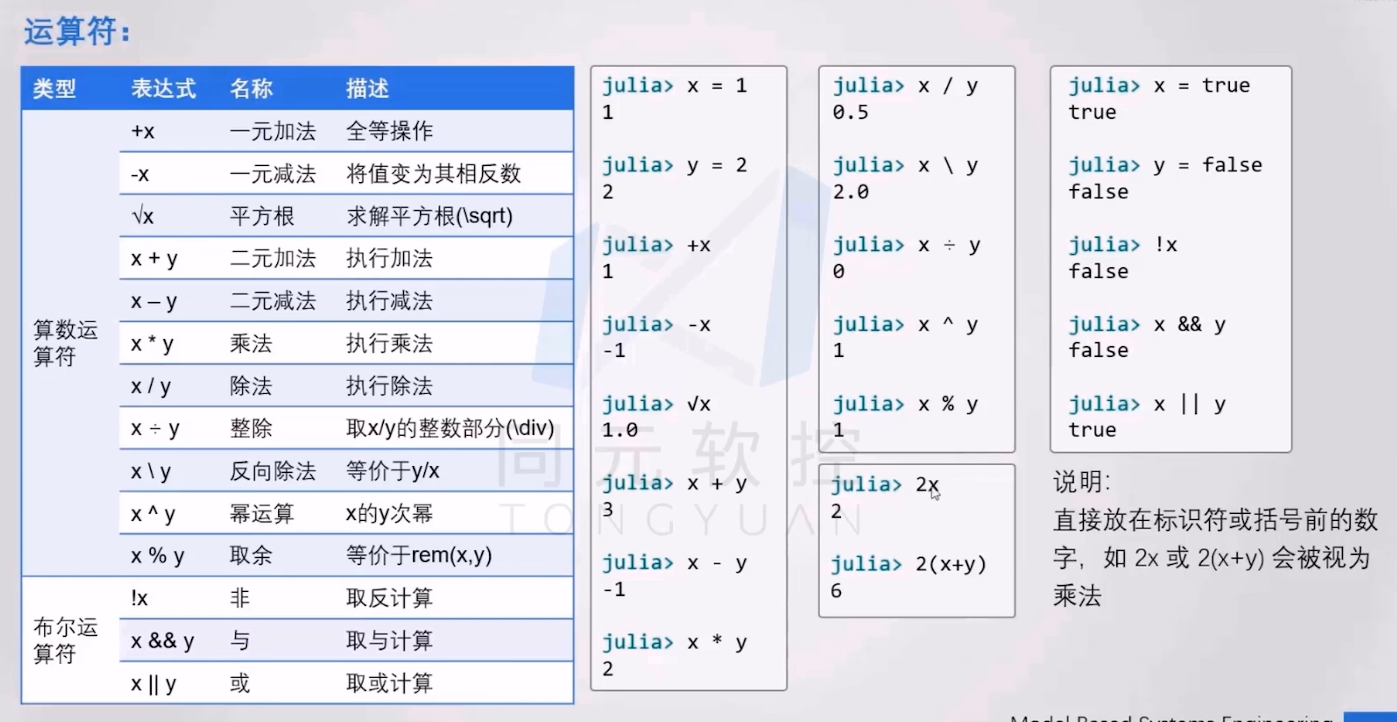 运算符：
类型 表达式 名称 描述
算数运算符
+x 一元加法 全等操作
-x 一元减法 将值变为其相反数
√x 平方根 求解平方根(\sqrt)
x + y 二元加法 执行加法
x – y 二元减法 执行减法
x * y 乘法 执行乘法
x / y 除法 执行除法
x ÷ y 整除 取x/y的整数部分(\div)
x \ y 反向除法 等价于y/x
x ^ y 幂运算 x的y次幂
x % y 取余 等价于rem(x,y)
布尔运算符
!x 非 取反计算
x && y 与 取与计算
x || y 或 取或计算
julia> x = 1
1
julia> y = 2
2
julia> +x
1
julia> -x
-1
julia> √x
1.0
julia> x + y
3
julia> x - y
-1
julia> x * y
2
julia> x / y
0.5
julia> x \ y
2.0
julia> x ÷ y
0
julia> x ^ y
1
julia> x % y
1
julia> 2x
2
julia> 2(x+y)
6
julia> x = true
true
julia> y = false
false
julia> !x
false
julia> x && y
false
julia> x || y
true
说明：
直接放在标识符或括号前的数
字，如 2x 或 2(x+y) 会被视为
乘法
同元软控
TONGYUAN
Model Based Systems Engineering